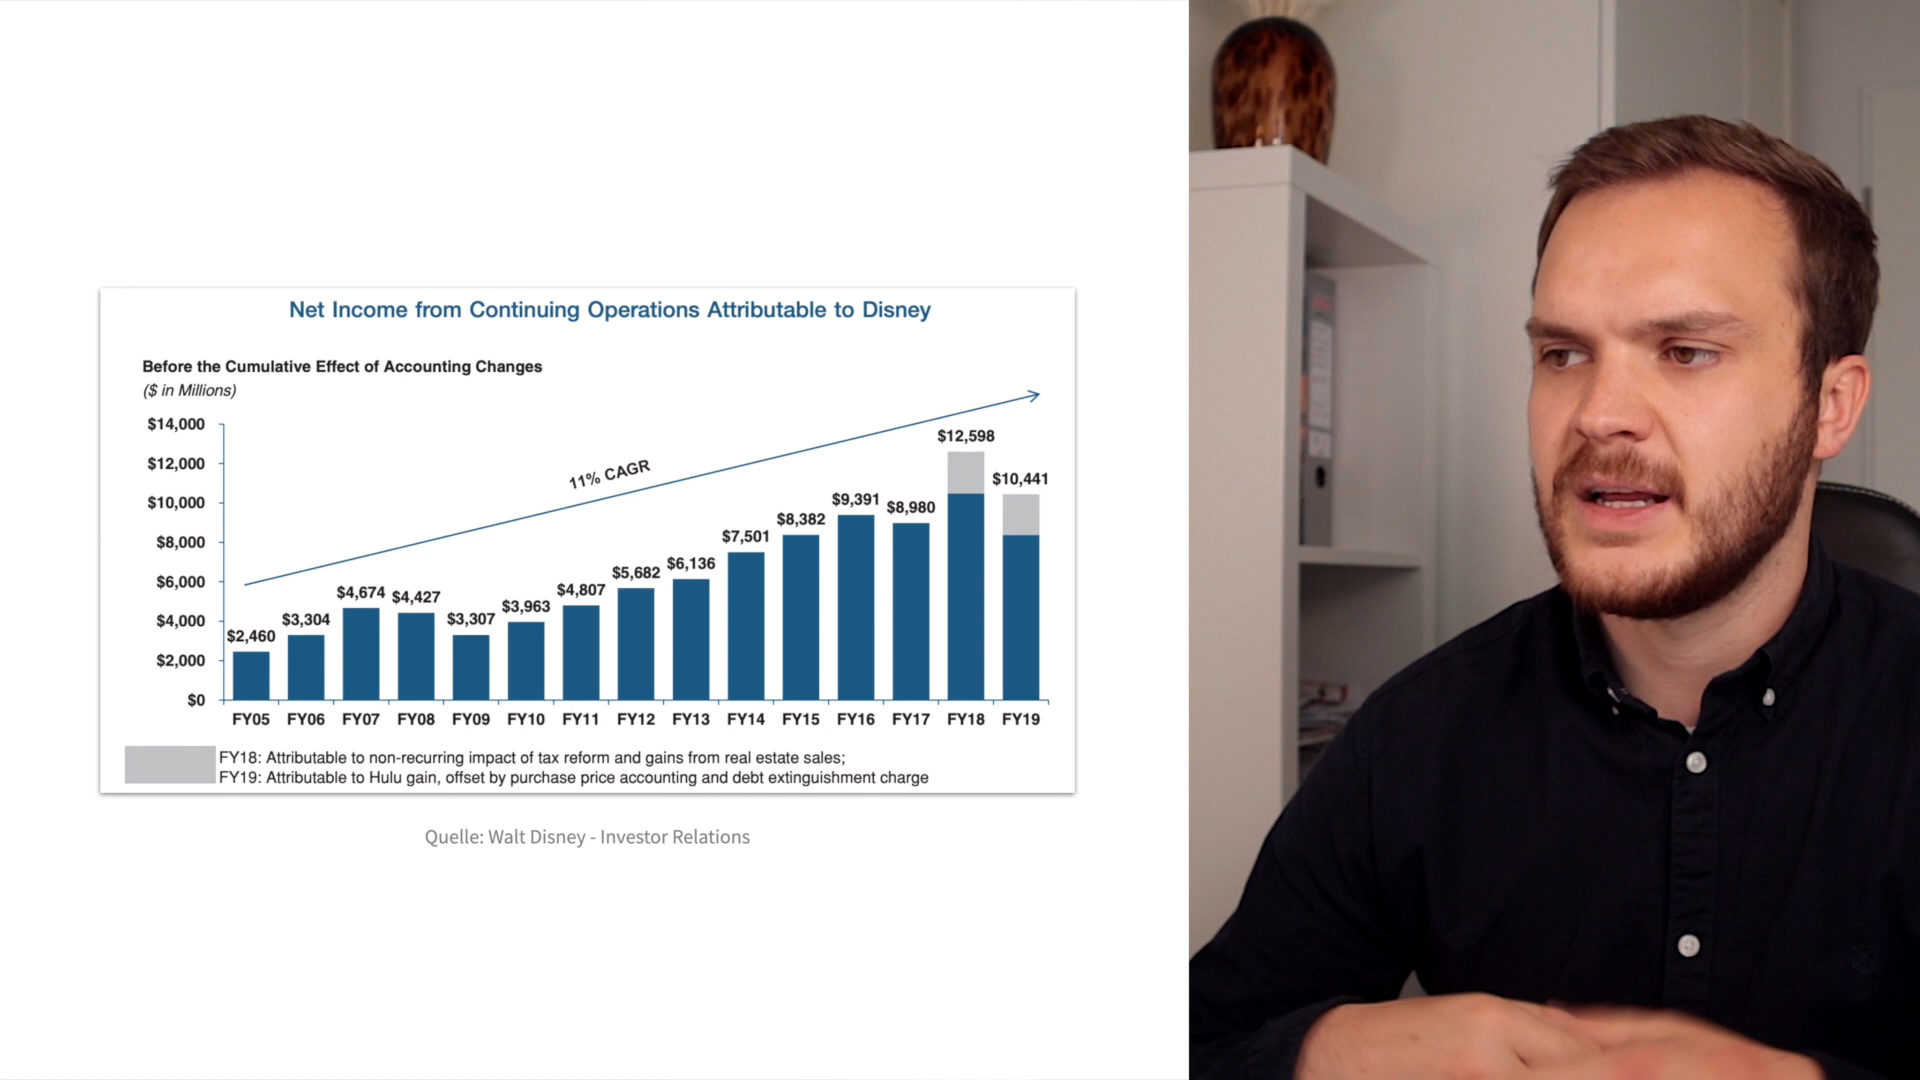 Net Income from Continuing Operations Attributable to Disney
Before the Cumulative Effect of Accounting Changes
($ in Millions)
$14,000
$12,000
$10,000
$8,000
$6,000
$4,000
$2,000
$0
11% CAGR
$2,460
$3,304
$4,674
$4,427
$3,307
$3,963
$4,807
$5,682
$6,136
$7,501
$8,382
$9,391
$8,980
$12,598
$10,441
FY05 FY06 FY07 FY08 FY09 FY10 FY11 FY12 FY13 FY14 FY15 FY16 FY17 FY18 FY19
FY18: Attributable to non-recurring impact of tax reform and gains from real estate sales;
FY19: Attributable to Hulu gain, offset by purchase price accounting and debt extinguishment charge
Quelle: Walt Disney - Investor Relations